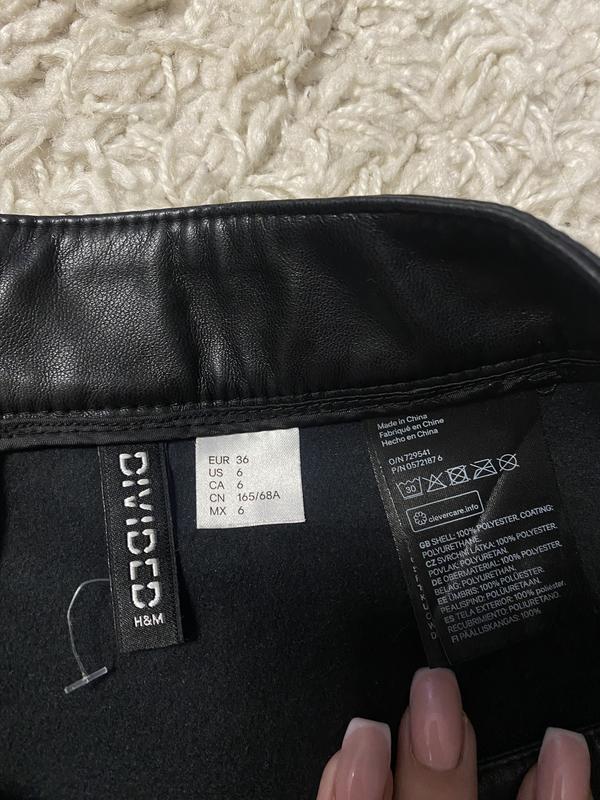 DIVIDED
H&M
EUR 36
US 6
CA 6
CN 165/68A
MX 6
Made in China
Fabriqué en Chine
Hecho en China
O/N 729541
P/N 0572187 6
30
clevercare.info
GB SHELL: 100% POLYESTER. COATING:
POLYURETHANE.
CZ SVRCHNÍ LÁTKA: 100% POLYESTER.
POVLAK: POLYURETAN.
DE OBERMATERIAL: 100% POLYESTER.
BELAG: POLYURETHAN.
EE ÜMBRIS: 100% POLÜESTER.
PEALISPIND: POLÜURETAAN.
ES TELA EXTERIOR: 100% poliéster.
RECUBRIMIENTO: POLIURETANO.
FI PÄÄLLISKANGAS: 100%